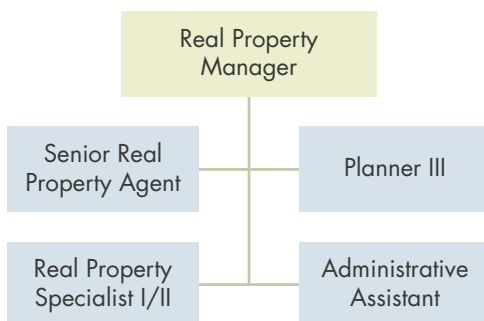 Real Property
Manager
Senior Real
Property Agent
Planner III
Real Property
Specialist I/II
Administrative
Assistant